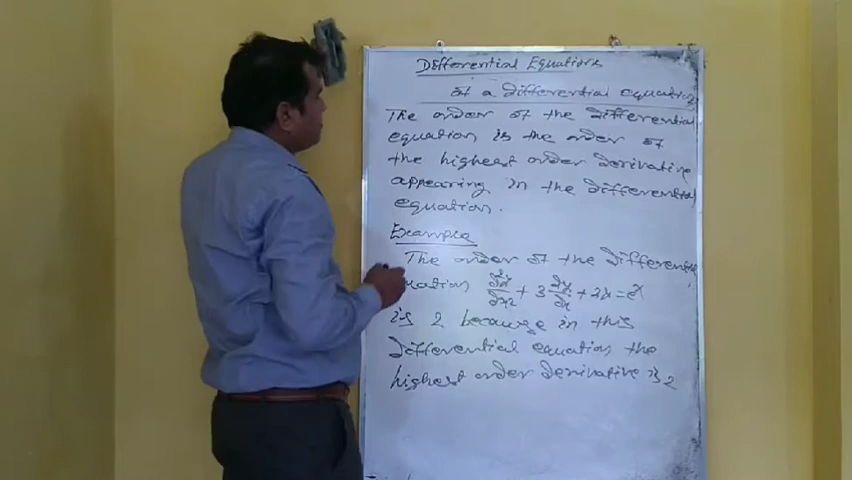 Differential Equations
of a differential equation
The order of the differential
equation is the order of
the highest order derivative
appearing in the differential
equation.
Example
The order of the differential
uation d²y/dx² + 3 dy/dx + 2y = eˣ
is 2 because in this
differential equation, the
highest order derivative is 2